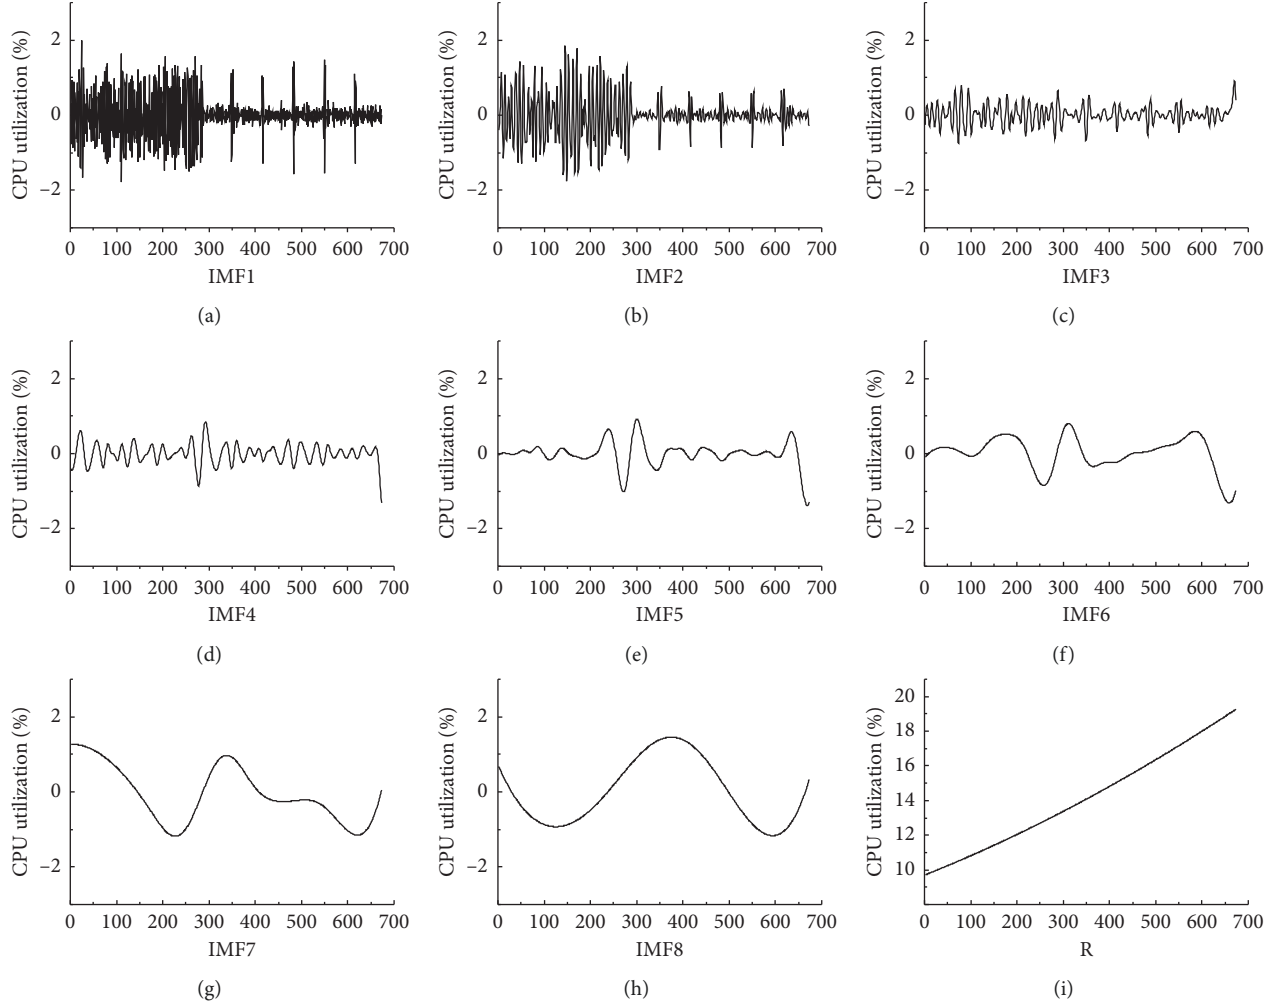 CPU utilization (%)
2
0
−2
0 100 200 300 400 500 600 700
IMF1
(a)
CPU utilization (%)
2
0
−2
0 100 200 300 400 500 600 700
IMF2
(b)
CPU utilization (%)
2
0
−2
0 100 200 300 400 500 600 700
IMF3
(c)
CPU utilization (%)
2
0
−2
0 100 200 300 400 500 600 700
IMF4
(d)
CPU utilization (%)
2
0
−2
0 100 200 300 400 500 600 700
IMF5
(e)
CPU utilization (%)
2
0
−2
0 100 200 300 400 500 600 700
IMF6
(f)
CPU utilization (%)
2
0
−2
0 100 200 300 400 500 600 700
IMF7
(g)
CPU utilization (%)
2
0
−2
0 100 200 300 400 500 600 700
IMF8
(h)
CPU utilization (%)
20
18
16
14
12
10
0 100 200 300 400 500 600 700
R
(i)